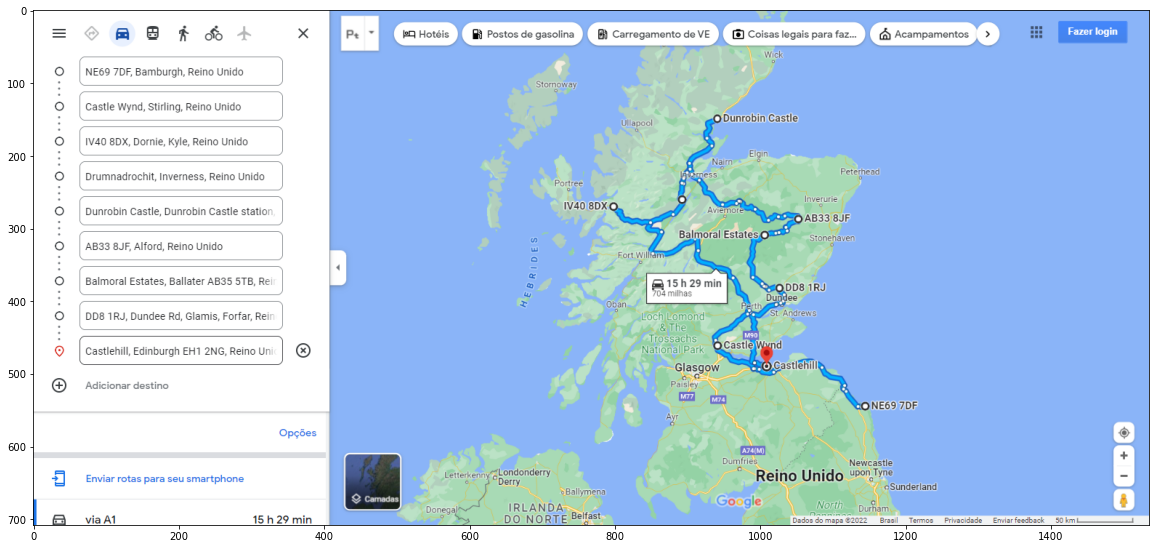 0
100
200
300
400
500
600
700
0
200
400
600
800
1000
1200
1400
NE69 7DF, Bamburgh, Reino Unido
Castle Wynd, Stirling, Reino Unido
IV40 8DX, Dornie, Kyle, Reino Unido
Drumnadrochit, Inverness, Reino Unido
Dunrobin Castle, Dunrobin Castle station,
AB33 8JF, Alford, Reino Unido
Balmoral Estates, Ballater AB35 5TB, Rei
DD8 1RJ, Dundee Rd, Glamis, Forfar, Rein
Castlehill, Edinburgh EH1 2NG, Reino Uni
Adicionar destino
Opções
Enviar rotas para seu smartphone
via A1
15 h 29 min
Hotéis
Postos de gasolina
Carregamento de VE
Coisas legais para faz...
Acampamentos
Fazer login
Wick
Stornoway
Dunrobin Castle
Ullapool
Elgin
Nairn
Inverness
Peterhead
Portree
IV40 8DX
Inverurie
Aviemore
AB33 8JF
Balmoral Estates
Stonehaven
Fort William
HEBRIDES
15 h 29 min
704 milhas
DD8 1RJ
Dundee
Oban
Perth
St. Andrews
Loch Lomond
& The
Trossachs
National Park
M90
Castle Wynd
Glasgow
Castlehill
Paisley
M77
M74
NE69 7DF
Ayr
A74(M)
Dumfries
Reino Unido
Newcastle
upon Tyne
Sunderland
Letterkenny
Londonderry
Derry
Ballymena
Donegal
IRLANDA
DO NORTE
Belfast
Durham
North
Camadas
Google
Dados do mapa ©2022
Brasil
Termos
Privacidade
Enviar feedback
50 km